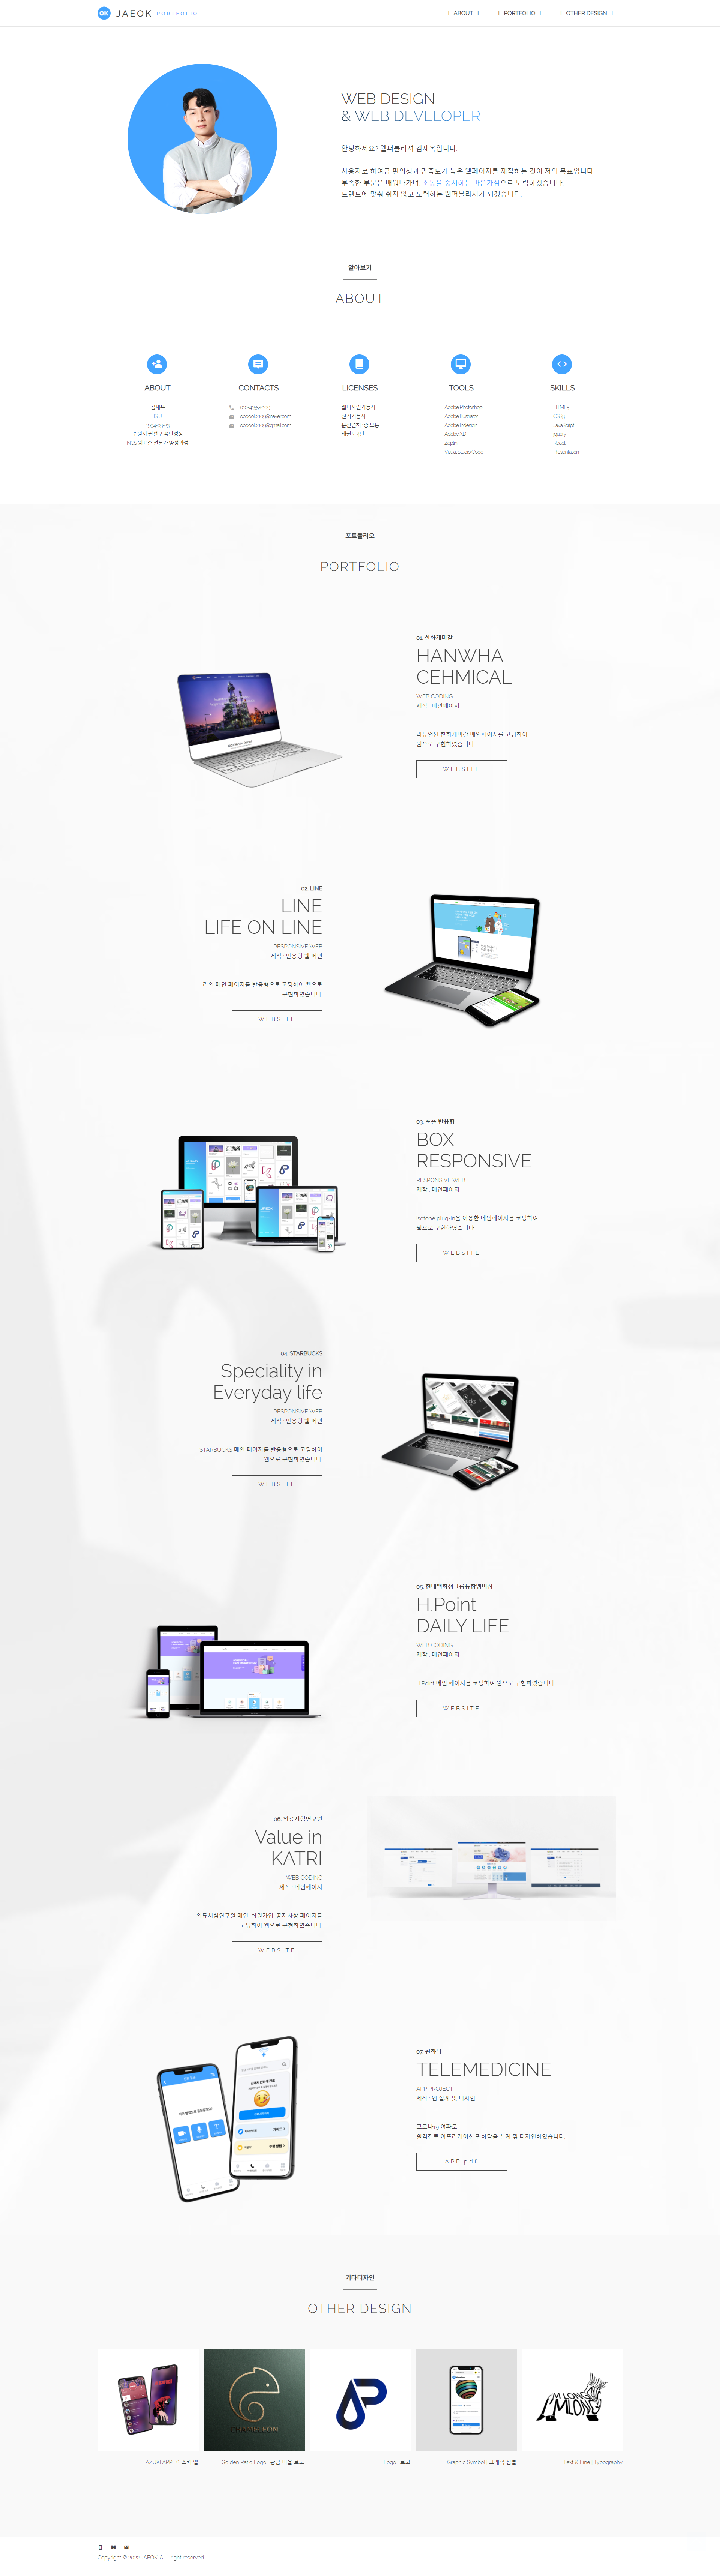 OK JAEOK PORTFOLIO
| ABOUT |
| PORTFOLIO |
| OTHER DESIGN |
WEB DESIGN
& WEB DEVELOPER
안녕하세요? 웹퍼블리셔 김재옥입니다.
사용자로 하여금 편의성과 만족도가 높은 웹페이지를 제작하는 것이 저의 목표입니다.
부족한 부분은 배워나가며, 소통을 중시하는 마음가짐으로 노력하겠습니다.
트렌드에 맞춰 쉬지 않고 노력하는 웹퍼블리셔가 되겠습니다.
알아보기
ABOUT
ABOUT
김재옥
ISFJ
1994-03-23
수원시 권선구 곡반정동
NCS 웹표준 전문가 양성과정
CONTACTS
010-4155-2109
oooook2109@naver.com
oooook2109@gmail.com
LICENSES
웹디자인기능사
전기기능사
운전면허 1종 보통
태권도 4단
TOOLS
Adobe Photoshop
Adobe Illustrator
Adobe Indesign
Adobe XD
Zeplin
Visual Studio Code
SKILLS
HTML5
CSS3
JavaScript
jquery
React
Presentation
포트폴리오
PORTFOLIO
01. 한화케미칼
HANWHA
CEHMICAL
WEB CODING
제작 : 메인페이지
리뉴얼된 한화케미칼 메인페이지를 코딩하여
웹으로 구현하였습니다.
WEBSITE
02. LINE
LINE
LIFE ON LINE
RESPONSIVE WEB
제작 : 반응형 웹 메인
라인 메인 페이지를 반응형으로 코딩하여 웹으로
구현하였습니다.
WEBSITE
03. 포폴 반응형
BOX
RESPONSIVE
RESPONSIVE WEB
제작 : 메인페이지
isotope plug-in을 이용한 메인페이지를 코딩하여
웹으로 구현하였습니다.
WEBSITE
04. STARBUCKS
Speciality in
Everyday life
RESPONSIVE WEB
제작 : 반응형 웹 메인
STARBUCKS 메인 페이지를 반응형으로 코딩하여
웹으로 구현하였습니다.
WEBSITE
05. 현대백화점그룹통합멤버십
H.Point
DAILY LIFE
WEB CODING
제작 : 메인페이지
H.Point 메인 페이지를 코딩하여 웹으로 구현하였습니다.
WEBSITE
06. 의류시험연구원
Value in
KATRI
WEB CODING
제작 : 메인페이지
의류시험연구원 메인, 회원가입, 공지사항 페이지를
코딩하여 웹으로 구현하였습니다.
WEBSITE
07. 편하닥
TELEMEDICINE
APP PROJECT
제작 : 앱 설계 및 디자인
코로나19 여파로
원격진료 어프리케이션 편하닥을 설계 및 디자인하였습니다.
APP pdf
기타디자인
OTHER DESIGN
CHAMELEON
I'M LONG
AZUKI APP | 아즈키 앱
Golden Ratio Logo | 황금 비율 로고
Logo | 로고
Graphic Symbol | 그래픽 심볼
Text & Line | Typography
Copyright © 2022 JAEOK. ALL right reserved.